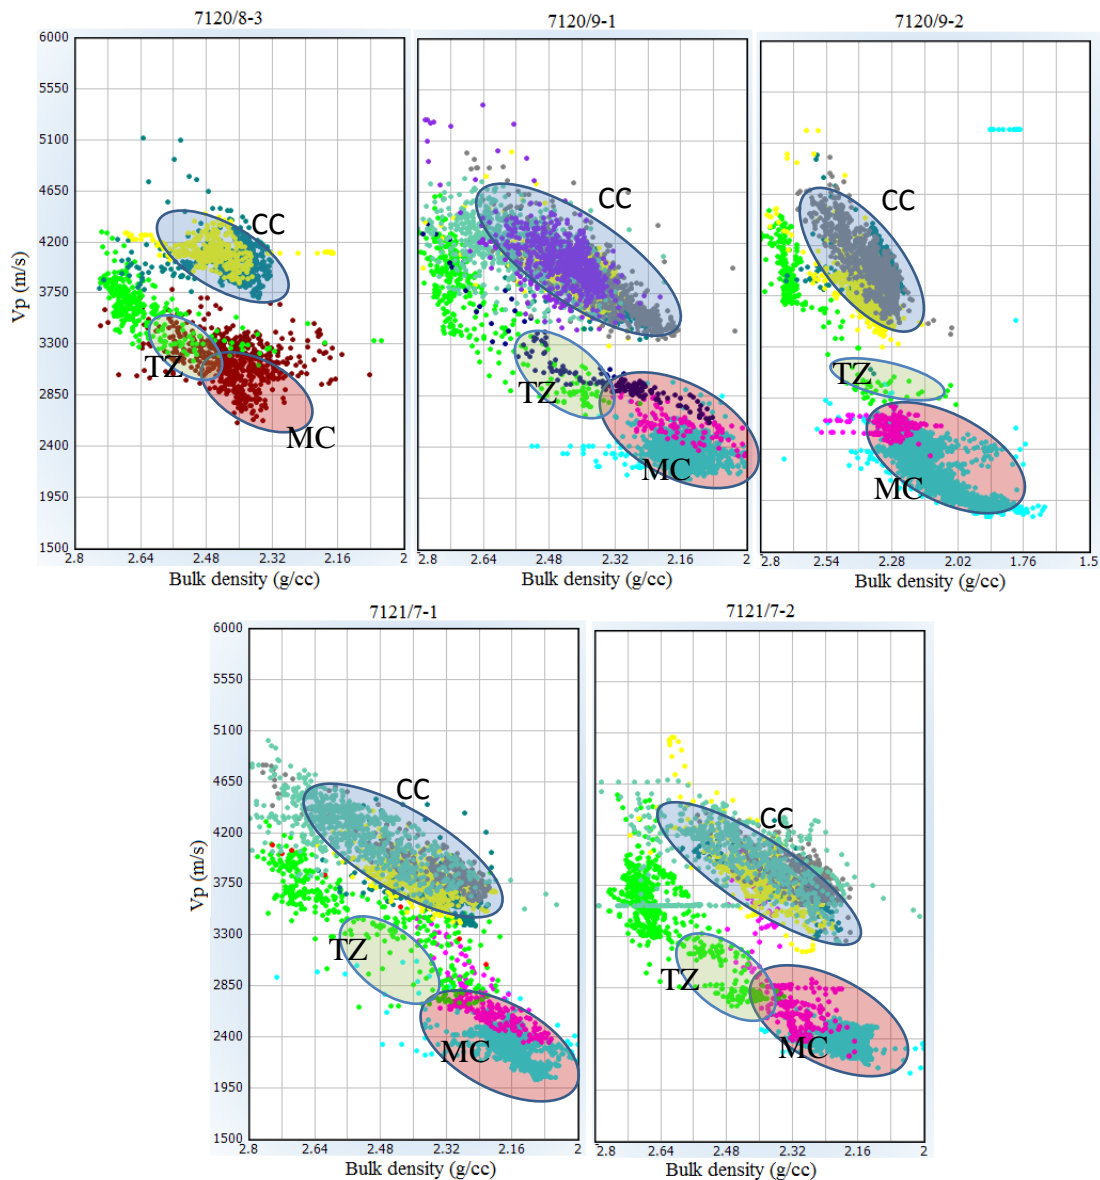 7120/8-3
7120/9-1
7120/9-2
6000
5550
5100
4650
4200
3750
3300
2850
2400
1950
1500
Vp (m/s)
CC
TZ
MC
2.8 2.64 2.48 2.32 2.16 2
Bulk density (g/cc)
CC
TZ
MC
2.8 2.64 2.48 2.32 2.16 2
Bulk density (g/cc)
CC
TZ
MC
2.8 2.54 2.28 2.02 1.76 1.5
Bulk density (g/cc)
7121/7-1
7121/7-2
6000
5550
5100
4650
4200
3750
3300
2850
2400
1950
1500
Vp (m/s)
CC
TZ
MC
2.8 2.64 2.48 2.32 2.16 2
Bulk density (g/cc)
CC
TZ
MC
2.8 2.64 2.48 2.32 2.16 2
Bulk density (g/cc)